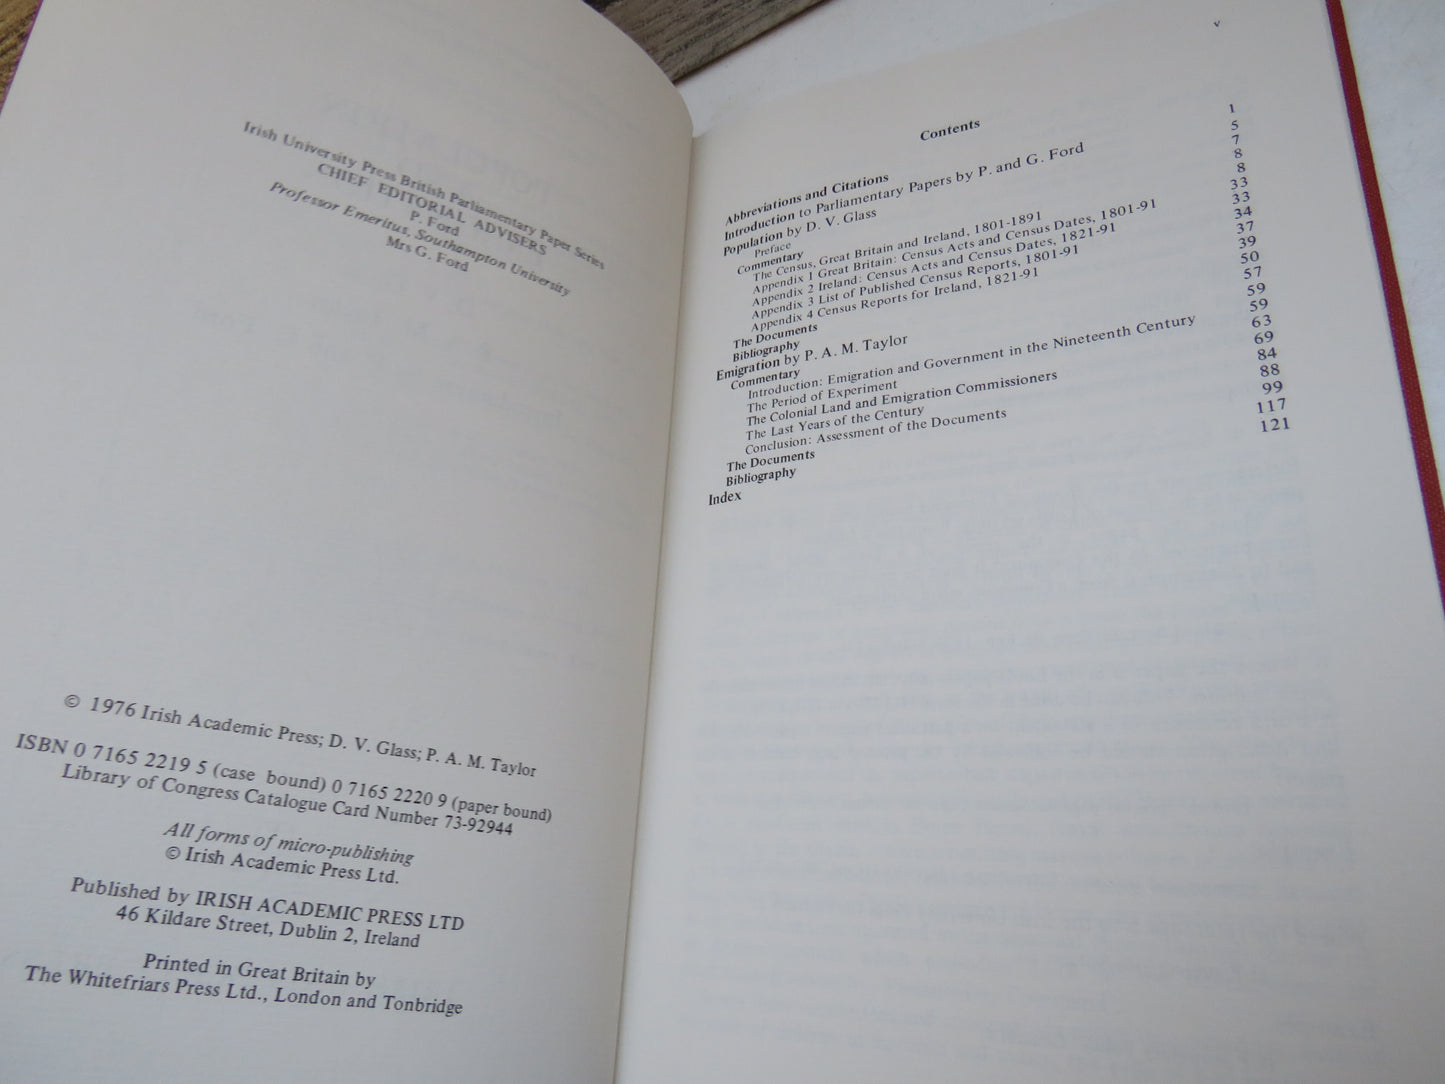 Irish University Press British Parliamentary Paper Series
CHIEF EDITORIAL ADVISERS
P. Ford
Professor Emeritus, Southampton University
Mrs G. Ford
© 1976 Irish Academic Press; D. V. Glass; P. A. M. Taylor
ISBN 0 7165 2219 5 (case bound) 0 7165 2220 9 (paper bound)
Library of Congress Catalogue Card Number 73-92944
All forms of micro-publishing
© Irish Academic Press Ltd.
Published by IRISH ACADEMIC PRESS LTD
46 Kildare Street, Dublin 2, Ireland
Printed in Great Britain by
The Whitefriars Press Ltd., London and Tonbridge
v
Contents
Abbreviations and Citations 1
Introduction to Parliamentary Papers by P. and G. Ford 5
Population by D. V. Glass
Preface 7
Commentary 8
The Census, Great Britain and Ireland, 1801-1891 8
Appendix 1 Great Britain: Census Acts and Census Dates, 1801-91 33
Appendix 2 Ireland: Census Acts and Census Dates, 1821-91 33
Appendix 3 List of Published Census Reports, 1801-91 34
Appendix 4 Census Reports for Ireland, 1821-91 37
The Documents 39
Bibliography 50
Emigration by P. A. M. Taylor 57
Commentary 59
Introduction: Emigration and Government in the Nineteenth Century 59
The Period of Experiment 63
The Colonial Land and Emigration Commissioners 69
The Last Years of the Century 84
Conclusion: Assessment of the Documents 88
The Documents 99
Bibliography 117
Index 121